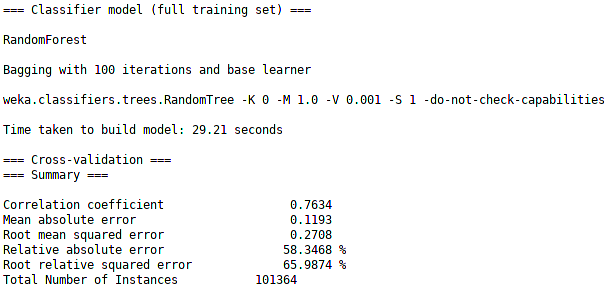 === Classifier model (full training set) ===
RandomForest
Bagging with 100 iterations and base learner
weka.classifiers.trees.RandomTree -K 0 -M 1.0 -V 0.001 -S 1 -do-not-check-capabilities
Time taken to build model: 29.21 seconds
=== Cross-validation ===
=== Summary ===
Correlation coefficient 0.7634
Mean absolute error 0.1193
Root mean squared error 0.2708
Relative absolute error 58.3468 %
Root relative squared error 65.9874 %
Total Number of Instances 101364